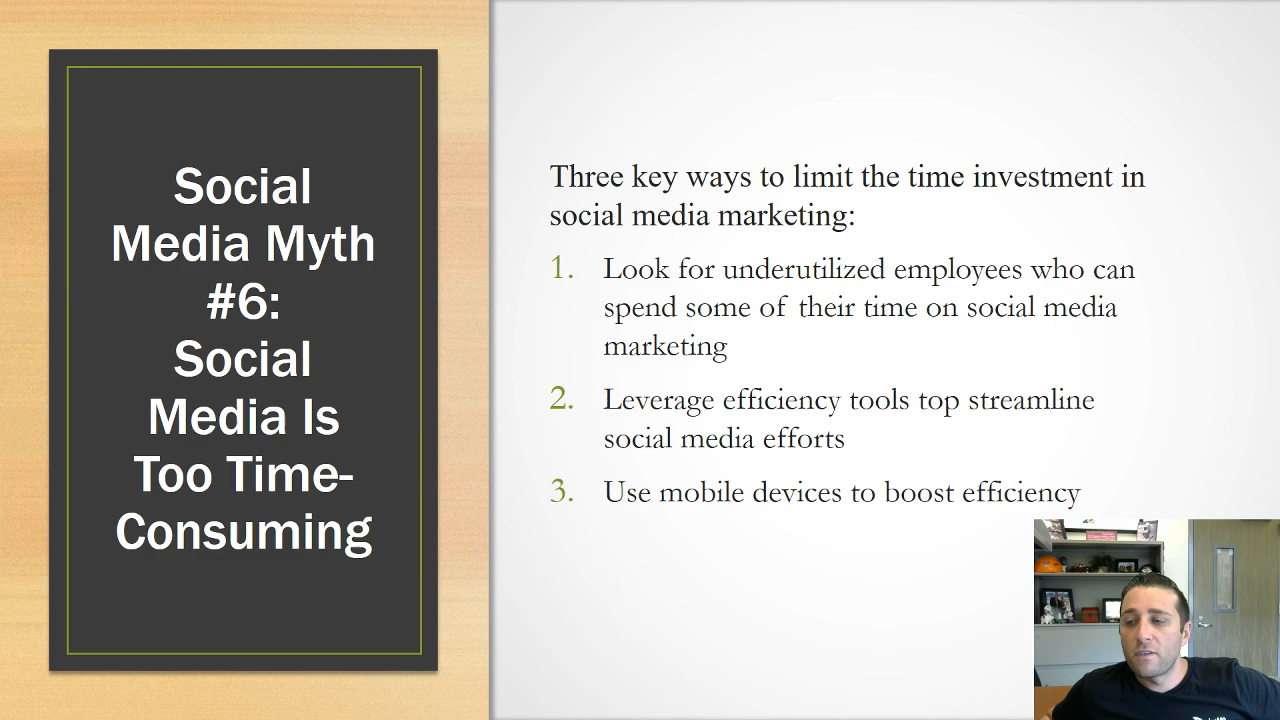 Social
Media Myth
#6:
Social
Media Is
Too Time-
Consuming
Three key ways to limit the time investment in
social media marketing:
1. Look for underutilized employees who can
spend some of their time on social media
marketing
2. Leverage efficiency tools top streamline
social media efforts
3. Use mobile devices to boost efficiency